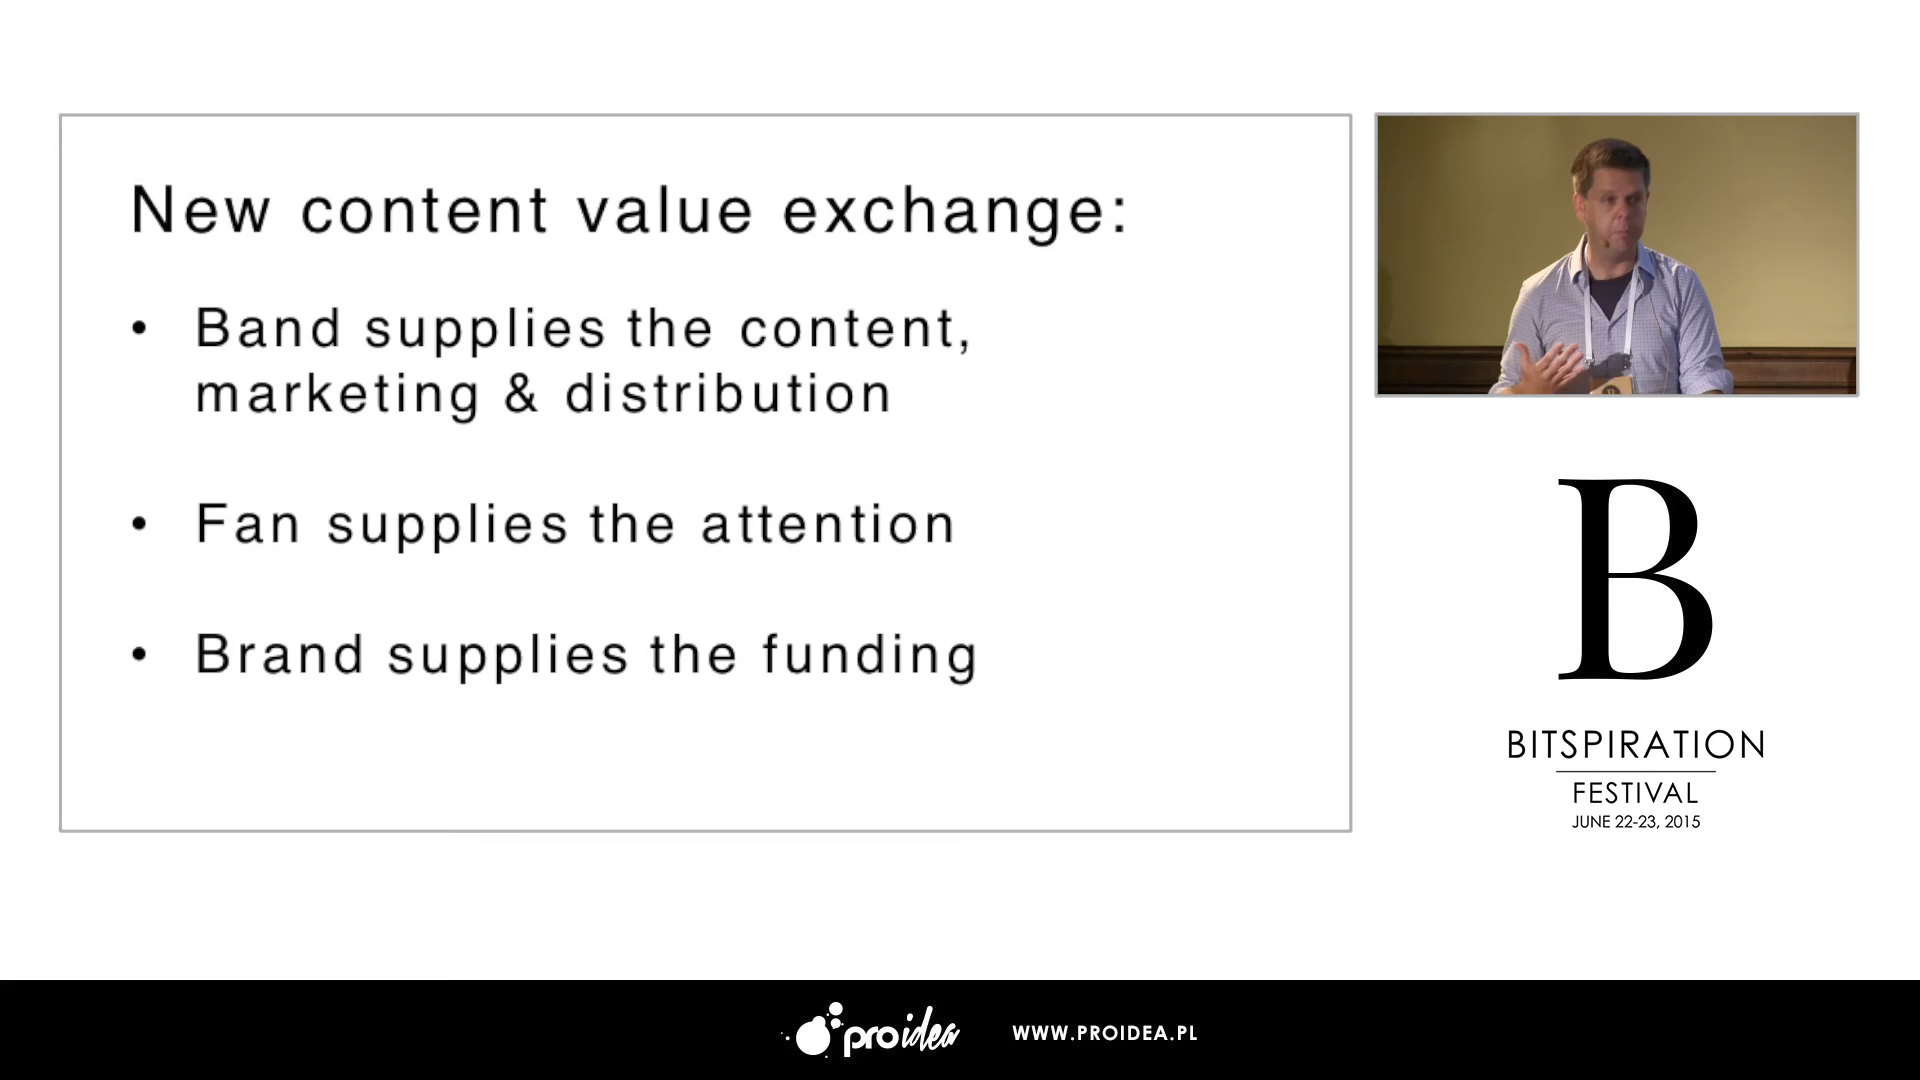 New content value exchange:
• Band supplies the content,
marketing & distribution
• Fan supplies the attention
• Brand supplies the funding
B
BITSPIRATION
FESTIVAL
JUNE 22-23, 2015
proidea
WWW.PROIDEA.PL